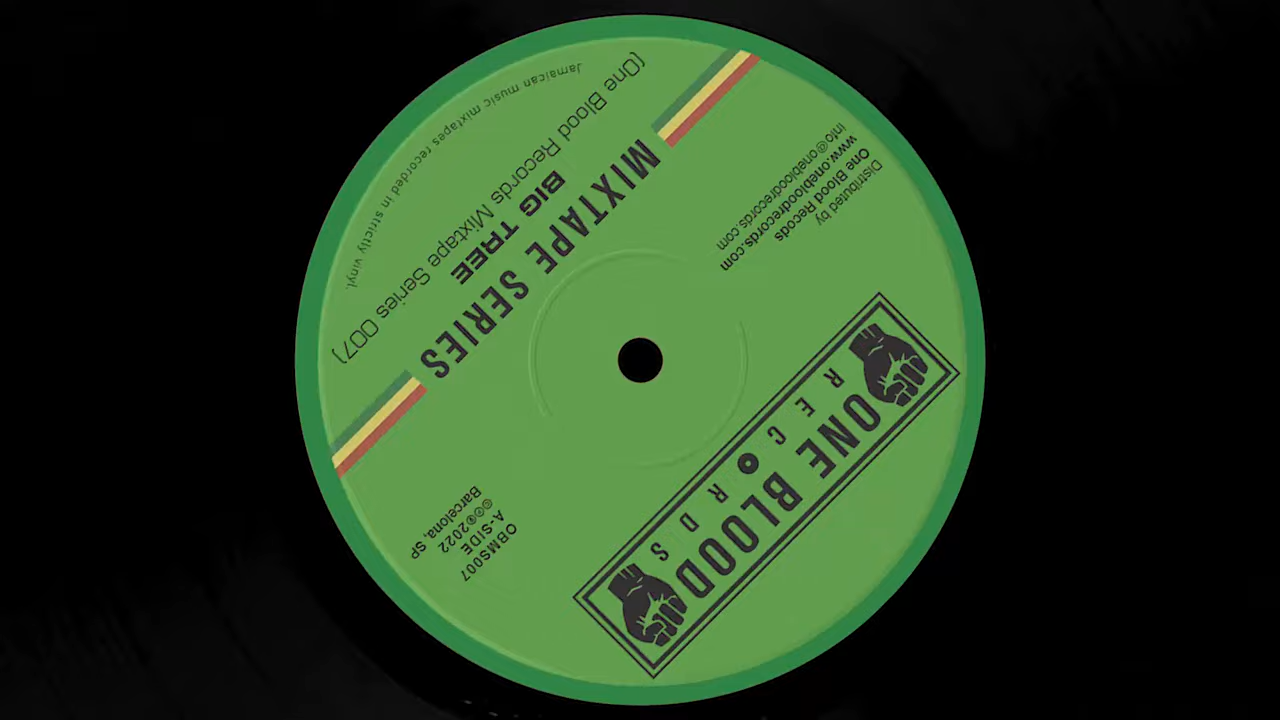 ONE BLOOD
RECORDS
Distributed by
One Blood Recods
www.onebloodrecords.com
info@onebloodrecords.com
OBMS007
A-SIDE
2022
Barcelona, SP
MIXTAPE SERIES
BIG TREE
(One Blood Records Mixtape Series 007)
Jamaican music mixtapes recorded in strictly vinyl.